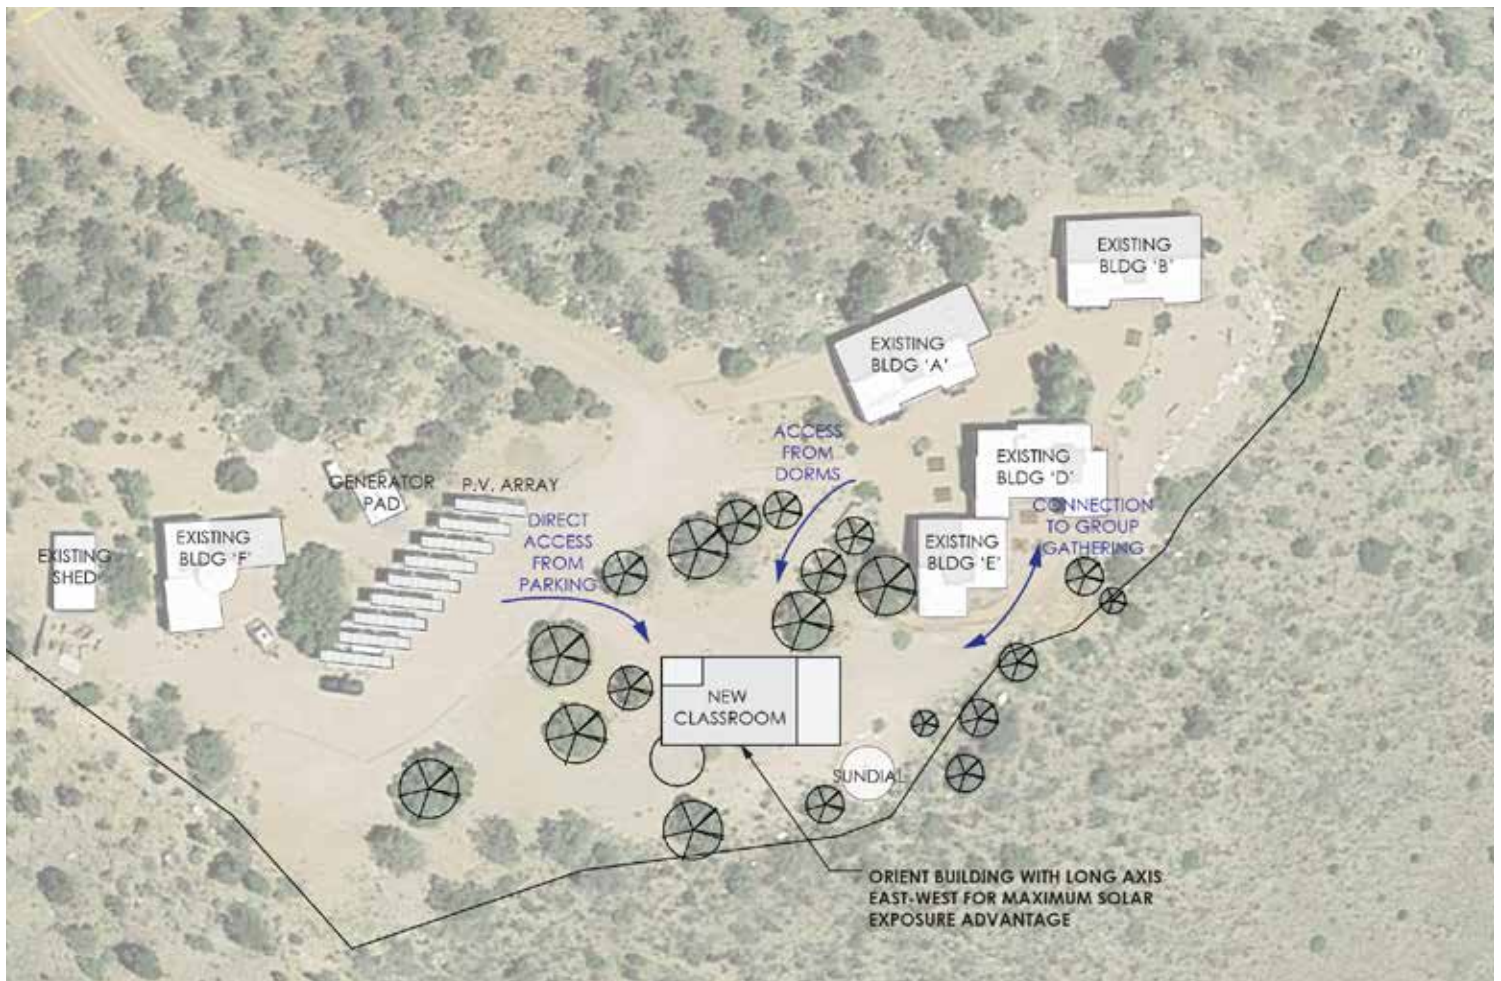 EXISTING
BLDG 'B'
EXISTING
BLDG 'A'
ACCESS
FROM
DORMS
EXISTING
BLDG 'D'
GENERATOR
PAD
P.V. ARRAY
CONNECTION
TO GROUP
GATHERING
DIRECT
ACCESS
FROM
PARKING
EXISTING
SHED
EXISTING
BLDG 'F'
EXISTING
BLDG 'E'
NEW
CLASSROOM
SUNDIAL
ORIENT BUILDING WITH LONG AXIS
EAST-WEST FOR MAXIMUM SOLAR
EXPOSURE ADVANTAGE